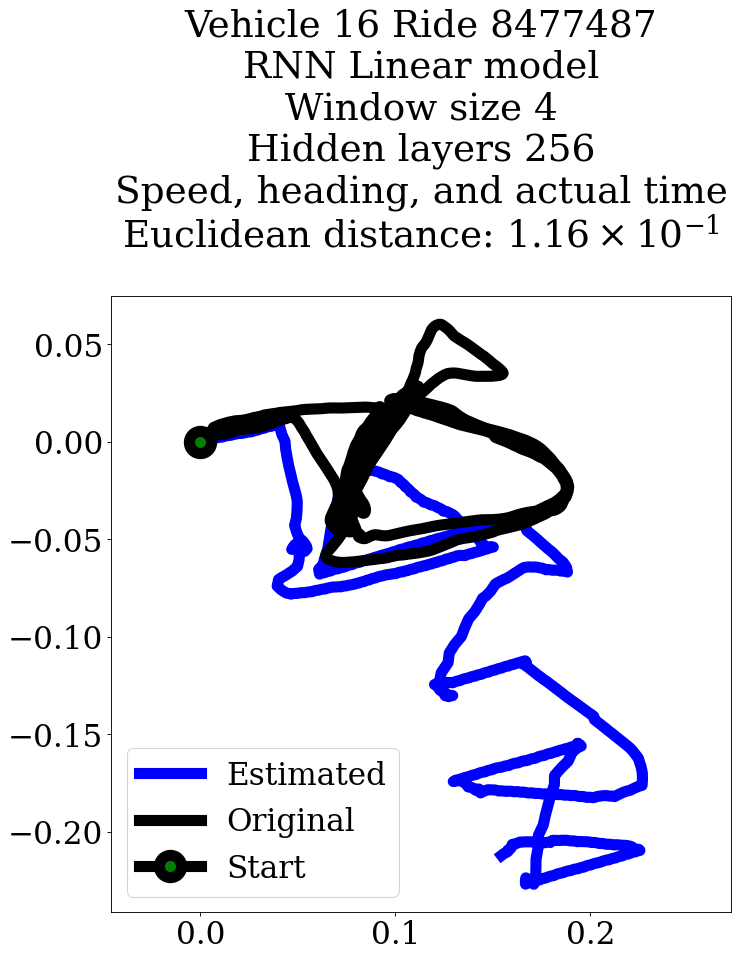 Vehicle 16 Ride 8477487
RNN Linear model
Window size 4
Hidden layers 256
Speed, heading, and actual time
Euclidean distance: 1.16 × 10⁻¹
0.05
0.00
−0.05
−0.10
−0.15
−0.20
Estimated
Original
Start
0.0 0.1 0.2